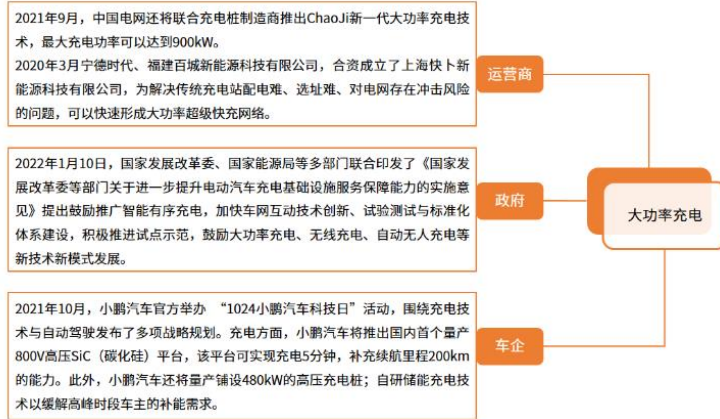 2021年9月，中国电网还将联合充电桩制造商推出ChaoJi新一代大功率充电技
术，最大充电功率可以达到900kW。
2020年3月宁德时代、福建百城新能源科技有限公司，合资成立了上海快卜新
能源科技有限公司，为解决传统充电站配电难、选址难、对电网存在冲击风险
的问题，可以快速形成大功率超级快充网络。
运营商
2022年1月10日，国家发展改革委、国家能源局等多部门联合印发了《国家发
展改革委等部门关于进一步提升电动汽车充电基础设施服务保障能力的实施意
见》提出鼓励推广智能有序充电，加快车网互动技术创新、试验测试与标准化
体系建设，积极推进试点示范，鼓励大功率充电、无线充电、自动无人充电等
新技术新模式发展。
政府
大功率充电
2021年10月，小鹏汽车官方举办 “1024小鹏汽车科技日”活动，围绕充电技
术与自动驾驶发布了多项战略规划。充电方面，小鹏汽车将推出国内首个量产
800V高压SiC（碳化硅）平台，该平台可实现充电5分钟，补充续航里程200km
的能力。此外，小鹏汽车还将量产铺设480kW的高压充电桩；自研储能充电技
术以缓解高峰时段车主的补能需求。
车企